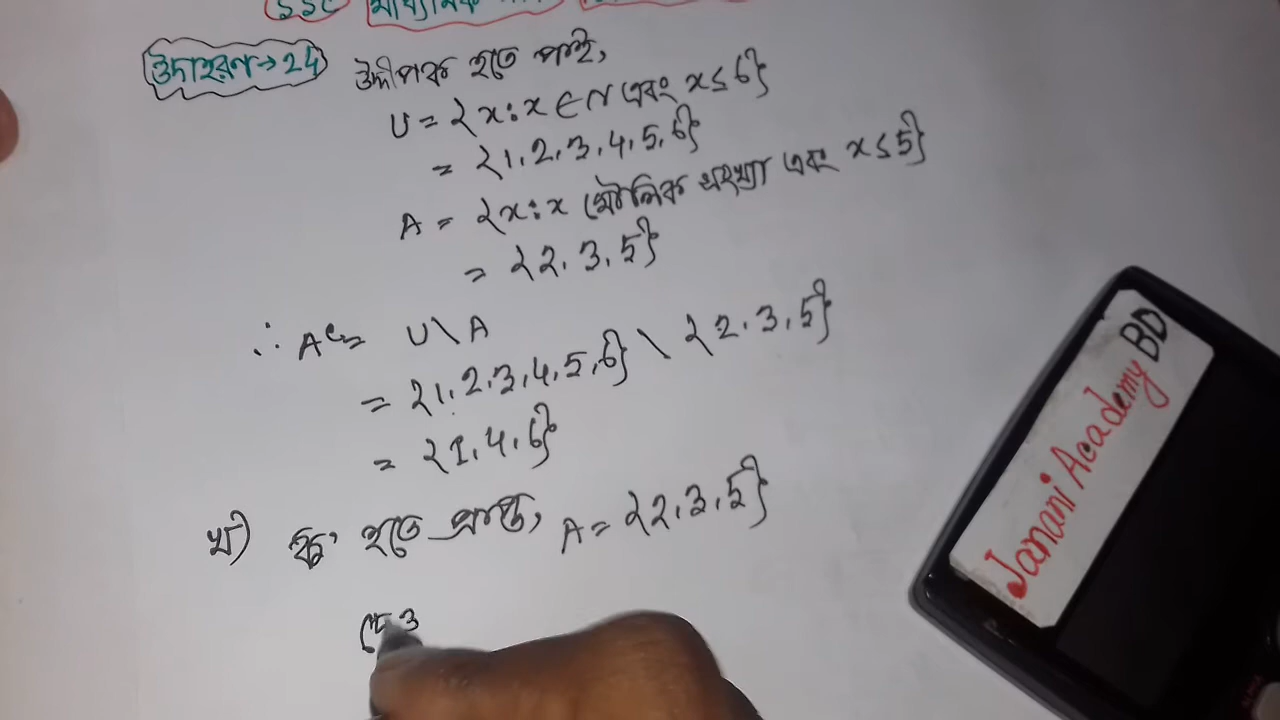 SSC মাধ্যমিক
উদাহরণ→24
উদ্দীপক হতে পাই,
U = {x : x ∈ N এবং x ≤ 6}
= {1, 2, 3, 4, 5, 6}
A = {x : x মৌলিক সংখ্যা এবং x ≤ 5}
= {2, 3, 5}
∴ Aᶜ = U \ A
= {1, 2, 3, 4, 5, 6} \ {2, 3, 5}
= {1, 4, 6}
খ) ক' হতে প্রাপ্ত, A = {2, 3, 5}
দেও
Janani Academy BD